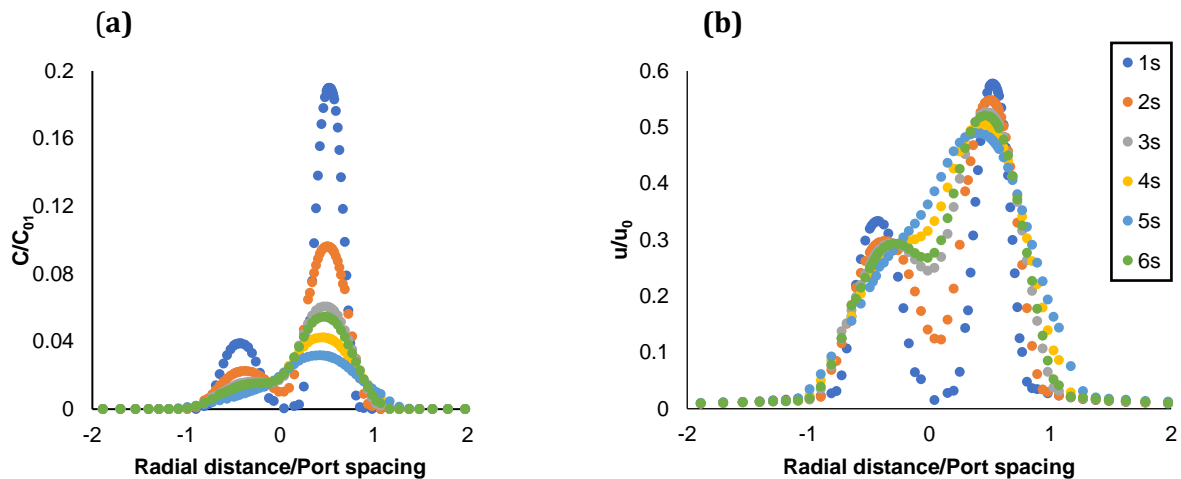 (a)
C/C01
0.2
0.16
0.12
0.08
0.04
0
-2
-1
0
1
2
Radial distance/Port spacing
(b)
u/u0
0.6
0.5
0.4
0.3
0.2
0.1
0
-2
-1
0
1
2
Radial distance/Port spacing
1s
2s
3s
4s
5s
6s